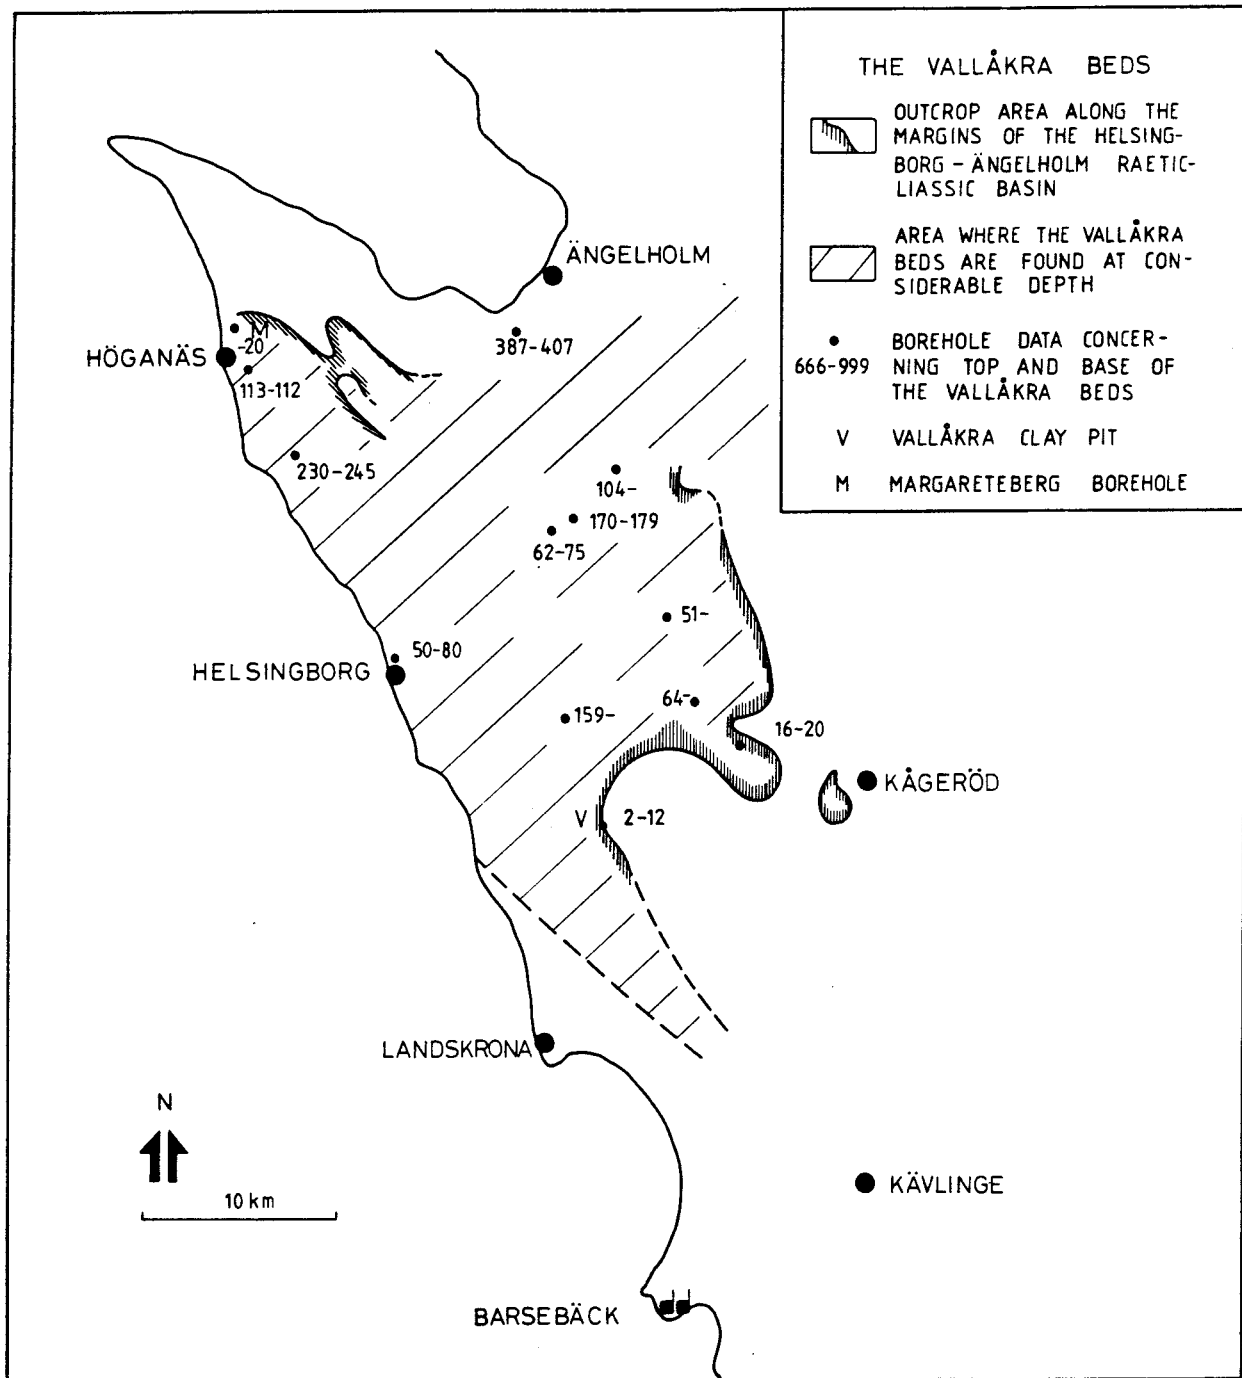 THE VALLÅKRA BEDS
OUTCROP AREA ALONG THE
MARGINS OF THE HELSING-
BORG – ÄNGELHOLM RAETIC-
LIASSIC BASIN
AREA WHERE THE VALLÅKRA
BEDS ARE FOUND AT CON-
SIDERABLE DEPTH
666–999
BOREHOLE DATA CONCER-
NING TOP AND BASE OF
THE VALLÅKRA BEDS
V VALLÅKRA CLAY PIT
M MARGARETEBERG BOREHOLE
ÄNGELHOLM
M
-20
HÖGANÄS
387-407
113-112
230-245
104-
170-179
62-75
51-
50-80
HELSINGBORG
64-
159-
16-20
KÅGERÖD
V
2-12
LANDSKRONA
N
10 km
KÄVLINGE
BARSEBÄCK